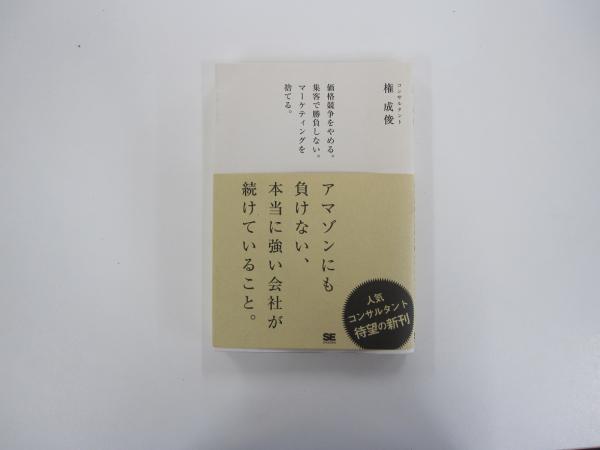 コンサルタント
権 成俊
価格競争をやめる。
集客で勝負しない。
マーケティングを
捨てる。
アマゾンにも
負けない、
本当に強い会社が
続けていること。
人気
コンサルタント
待望の新刊
SE
SHOEISHA